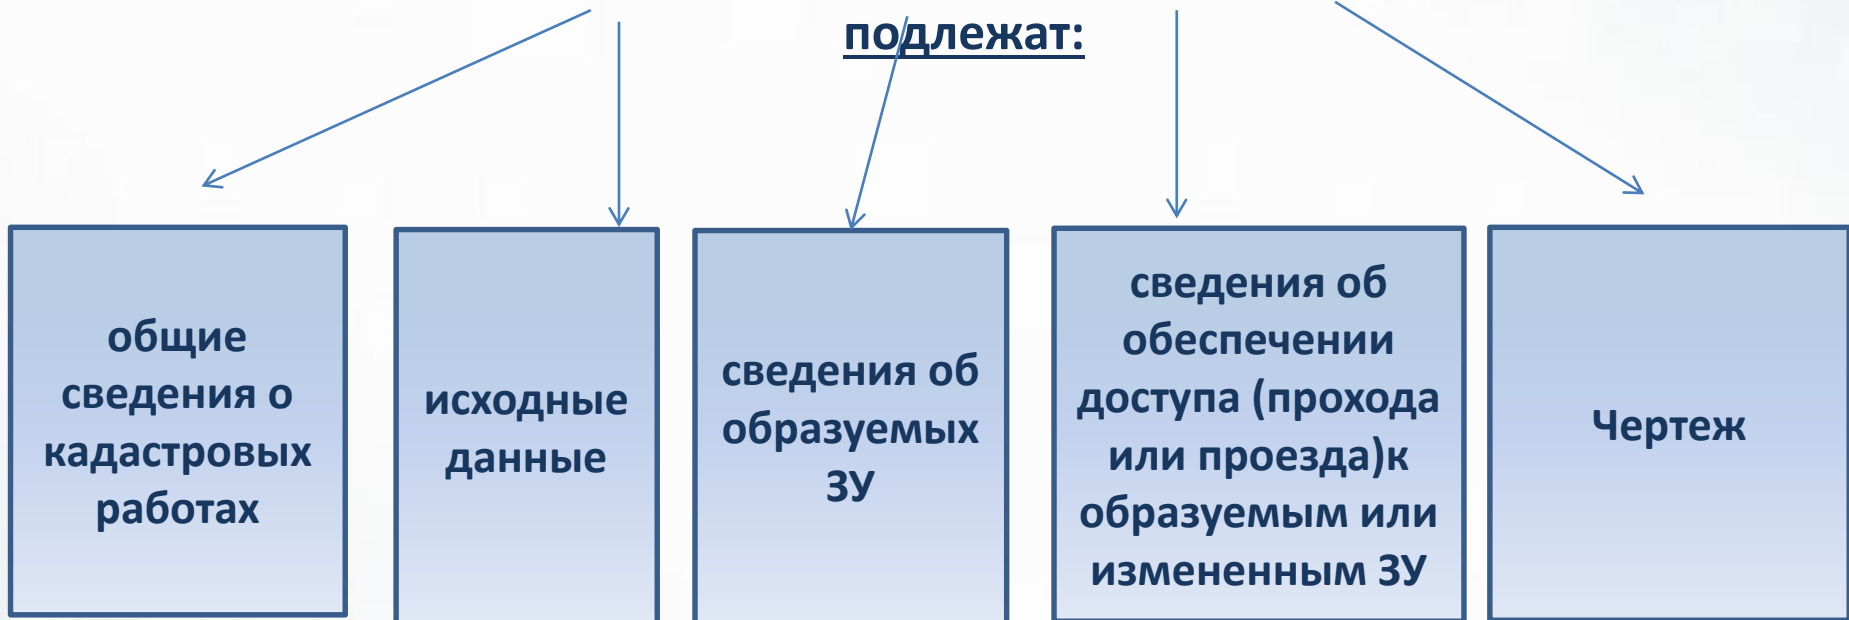 подлежат:
общие
сведения о
кадастровых
работах
исходные
данные
сведения об
образуемых
ЗУ
сведения об
обеспечении
доступа (прохода
или проезда)к
образуемым или
измененным ЗУ
Чертеж